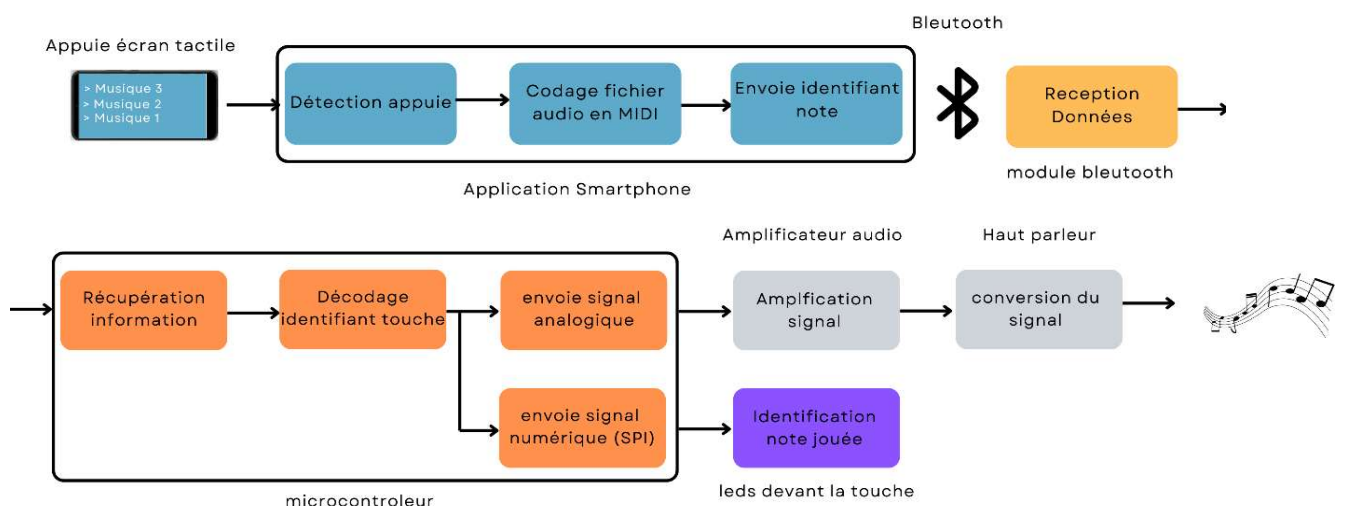 Appuie écran tactile
> Musique 3
> Musique 2
> Musique 1
Détection appuie
Codage fichier
audio en MIDI
Envoie identifiant
note
Application Smartphone
Bleutooth
Reception
Données
module bleutooth
Récupération
information
Décodage
identifiant touche
envoie signal
analogique
envoie signal
numérique (SPI)
microcontroleur
Amplificateur audio
Amplfication
signal
Haut parleur
conversion du
signal
Identification
note jouée
leds devant la touche